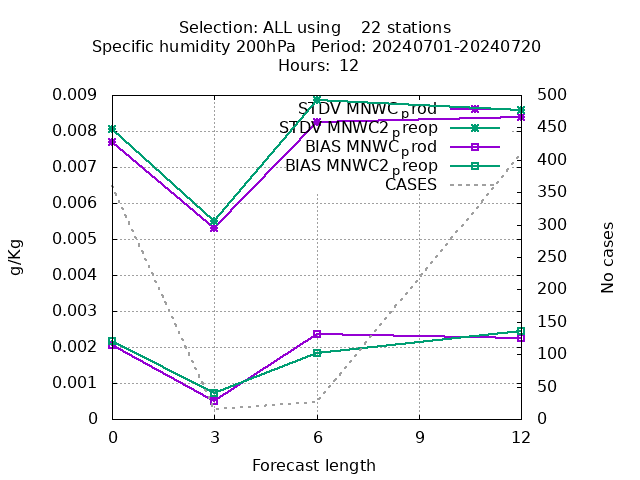 Selection: ALL using    22 stations
Specific humidity 200hPa   Period: 20240701-20240720
Hours: 12
0.009
0.008
0.007
0.006
0.005
0.004
0.003
0.002
0.001
0
500
450
400
350
300
250
200
150
100
50
0
STDV MNWC_prod
STDV MNWC2_preop
BIAS MNWC_prod
BIAS MNWC2_preop
CASES
g/Kg
No cases
0 3 6 9 12
Forecast length